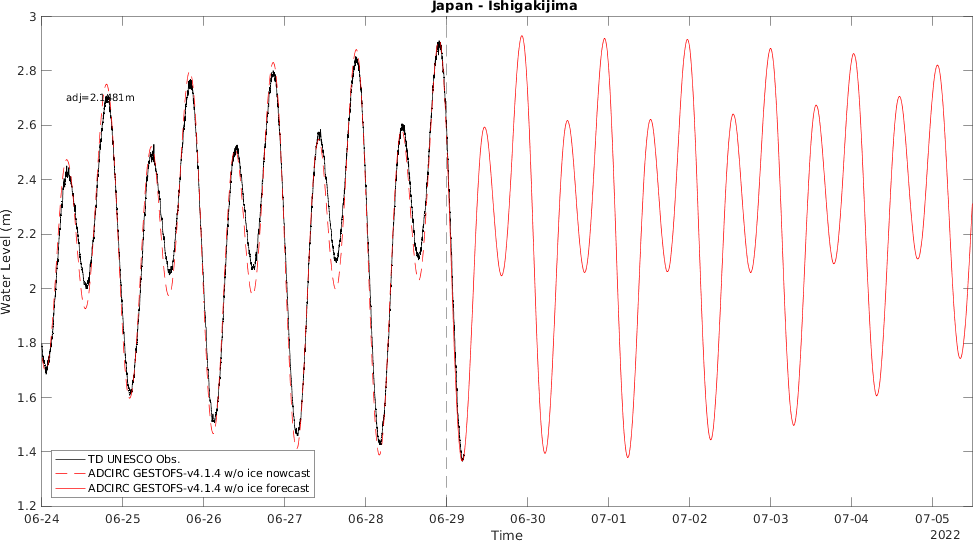 Japan - Ishigakijima
3
2.8
2.6
2.4
2.2
2
1.8
1.6
1.4
1.2
Water Level (m)
adj=2.1481m
TD UNESCO Obs.
ADCIRC GESTOFS-v4.1.4 w/o ice nowcast
ADCIRC GESTOFS-v4.1.4 w/o ice forecast
06-24 06-25 06-26 06-27 06-28 06-29 06-30 07-01 07-02 07-03 07-04 07-05
Time
2022